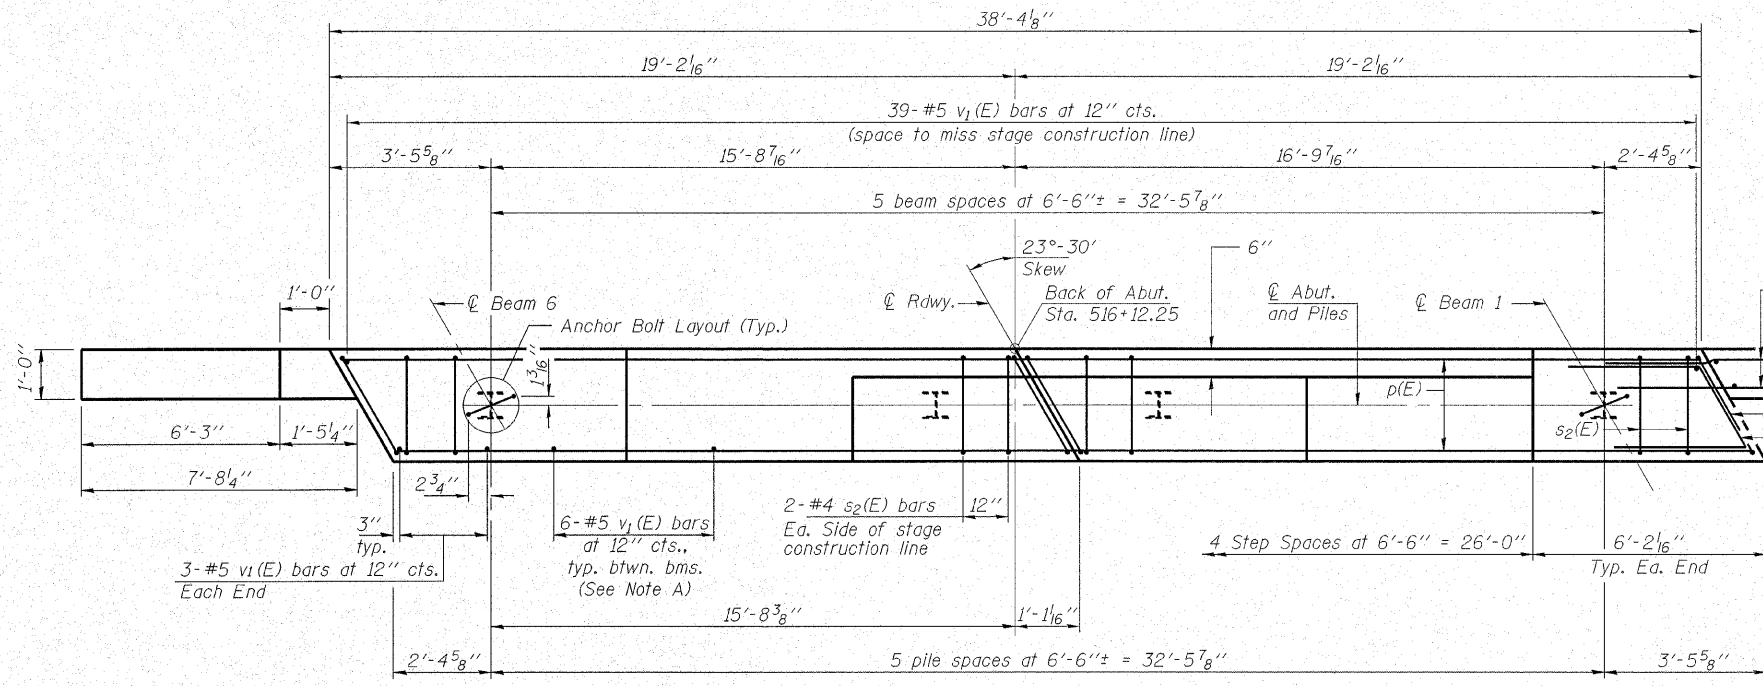 38'-4 1/8"
19'-2 1/16"
19'-2 1/16"
39-#5 v1(E) bars at 12" cts.
(space to miss stage construction line)
3'-5 5/8"
15'-8 7/16"
16'-9 7/16"
2'-4 5/8"
5 beam spaces at 6'-6"± = 32'-5 7/8"
23°-30'
Skew
6"
1'-0"
℄ Beam 6
℄ Rdwy.
Back of Abut.
Sta. 516+12.25
℄ Abut.
and Piles
℄ Beam 1
Anchor Bolt Layout (Typ.)
1'-0"
1 3/16"
p(E)
s2(E)
6'-3"
1'-5 1/4"
7'-8 1/4"
2 3/4"
3"
typ.
3-#5 v1(E) bars at 12" cts.
Each End
6-#5 v1(E) bars
at 12" cts.,
typ. btwn. bms.
(See Note A)
2-#4 s2(E) bars
Ea. Side of stage
construction line
12"
4 Step Spaces at 6'-6" = 26'-0"
6'-2 1/16"
Typ. Ea. End
15'-8 3/8"
1'-1 1/16"
2'-4 5/8"
5 pile spaces at 6'-6"± = 32'-5 7/8"
3'-5 5/8"